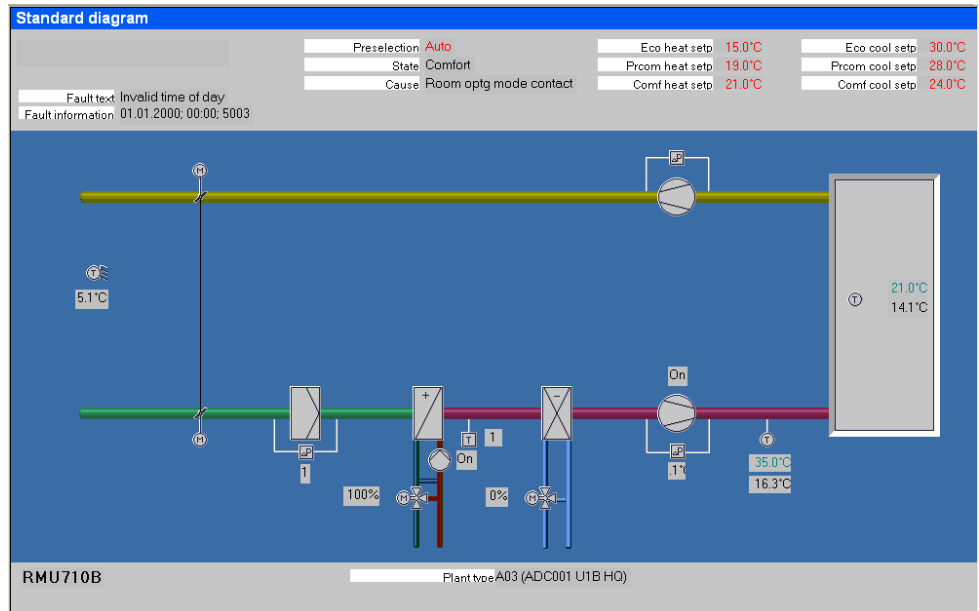 Standard diagram
Preselection Auto Eco heat setp 15.0°C Eco cool setp 30.0°C
State Comfort Prcom heat setp 19.0°C Prcom cool setp 28.0°C
Cause Room optg mode contact Comf heat setp 21.0°C Comf cool setp 24.0°C
Fault text Invalid time of day
Fault information 01.01.2000; 00:00; 5003
M
P
T
5.1°C
21.0°C
T
14.1°C
On
+
-
M
P
T
1
P
T
1
On
.1°(
35.0°C
16.3°C
100%
M
0%
M
RMU710B
Plant type A03 (ADC001 U1B HQ)